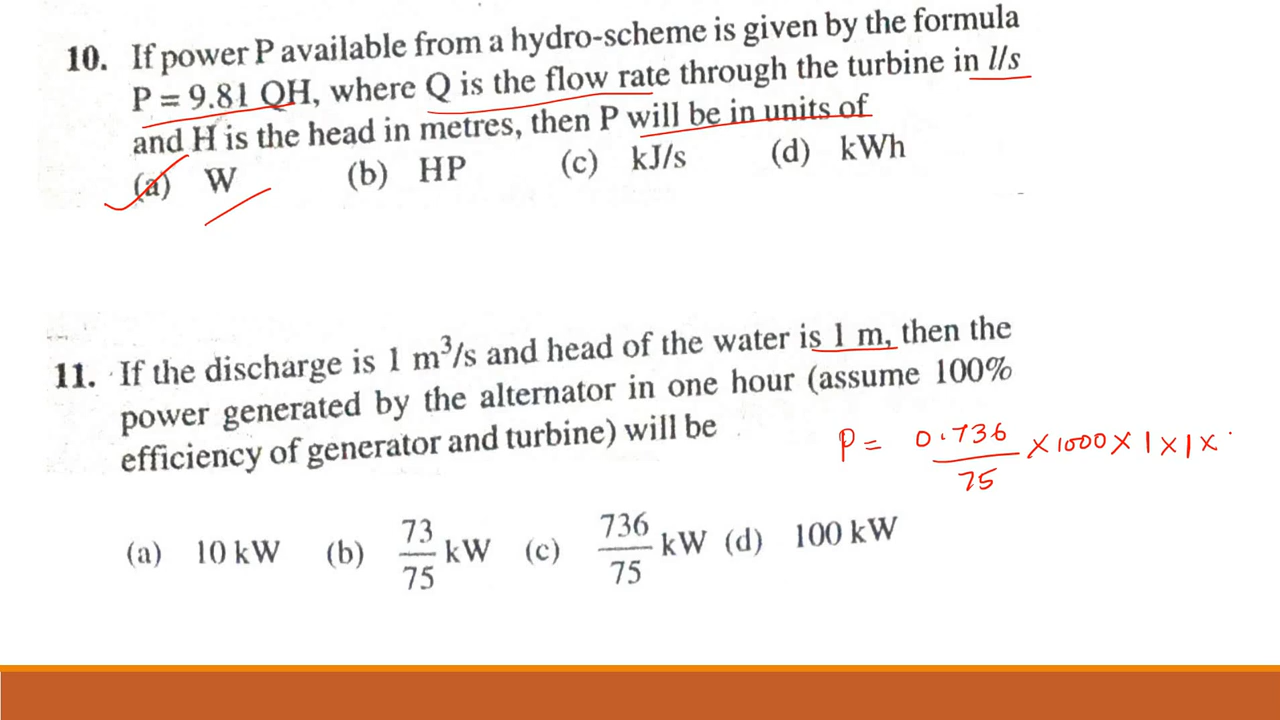 10. If power P available from a hydro-scheme is given by the formula
P = 9.81 QH, where Q is the flow rate through the turbine in l/s
and H is the head in metres, then P will be in units of
(a) W (b) HP (c) kJ/s (d) kWh
11. If the discharge is 1 m³/s and head of the water is 1 m, then the
power generated by the alternator in one hour (assume 100%
efficiency of generator and turbine) will be
P = 0.736/75 × 1000 × 1 × 1 ×
(a) 10 kW (b) 73/75 kW (c) 736/75 kW (d) 100 kW